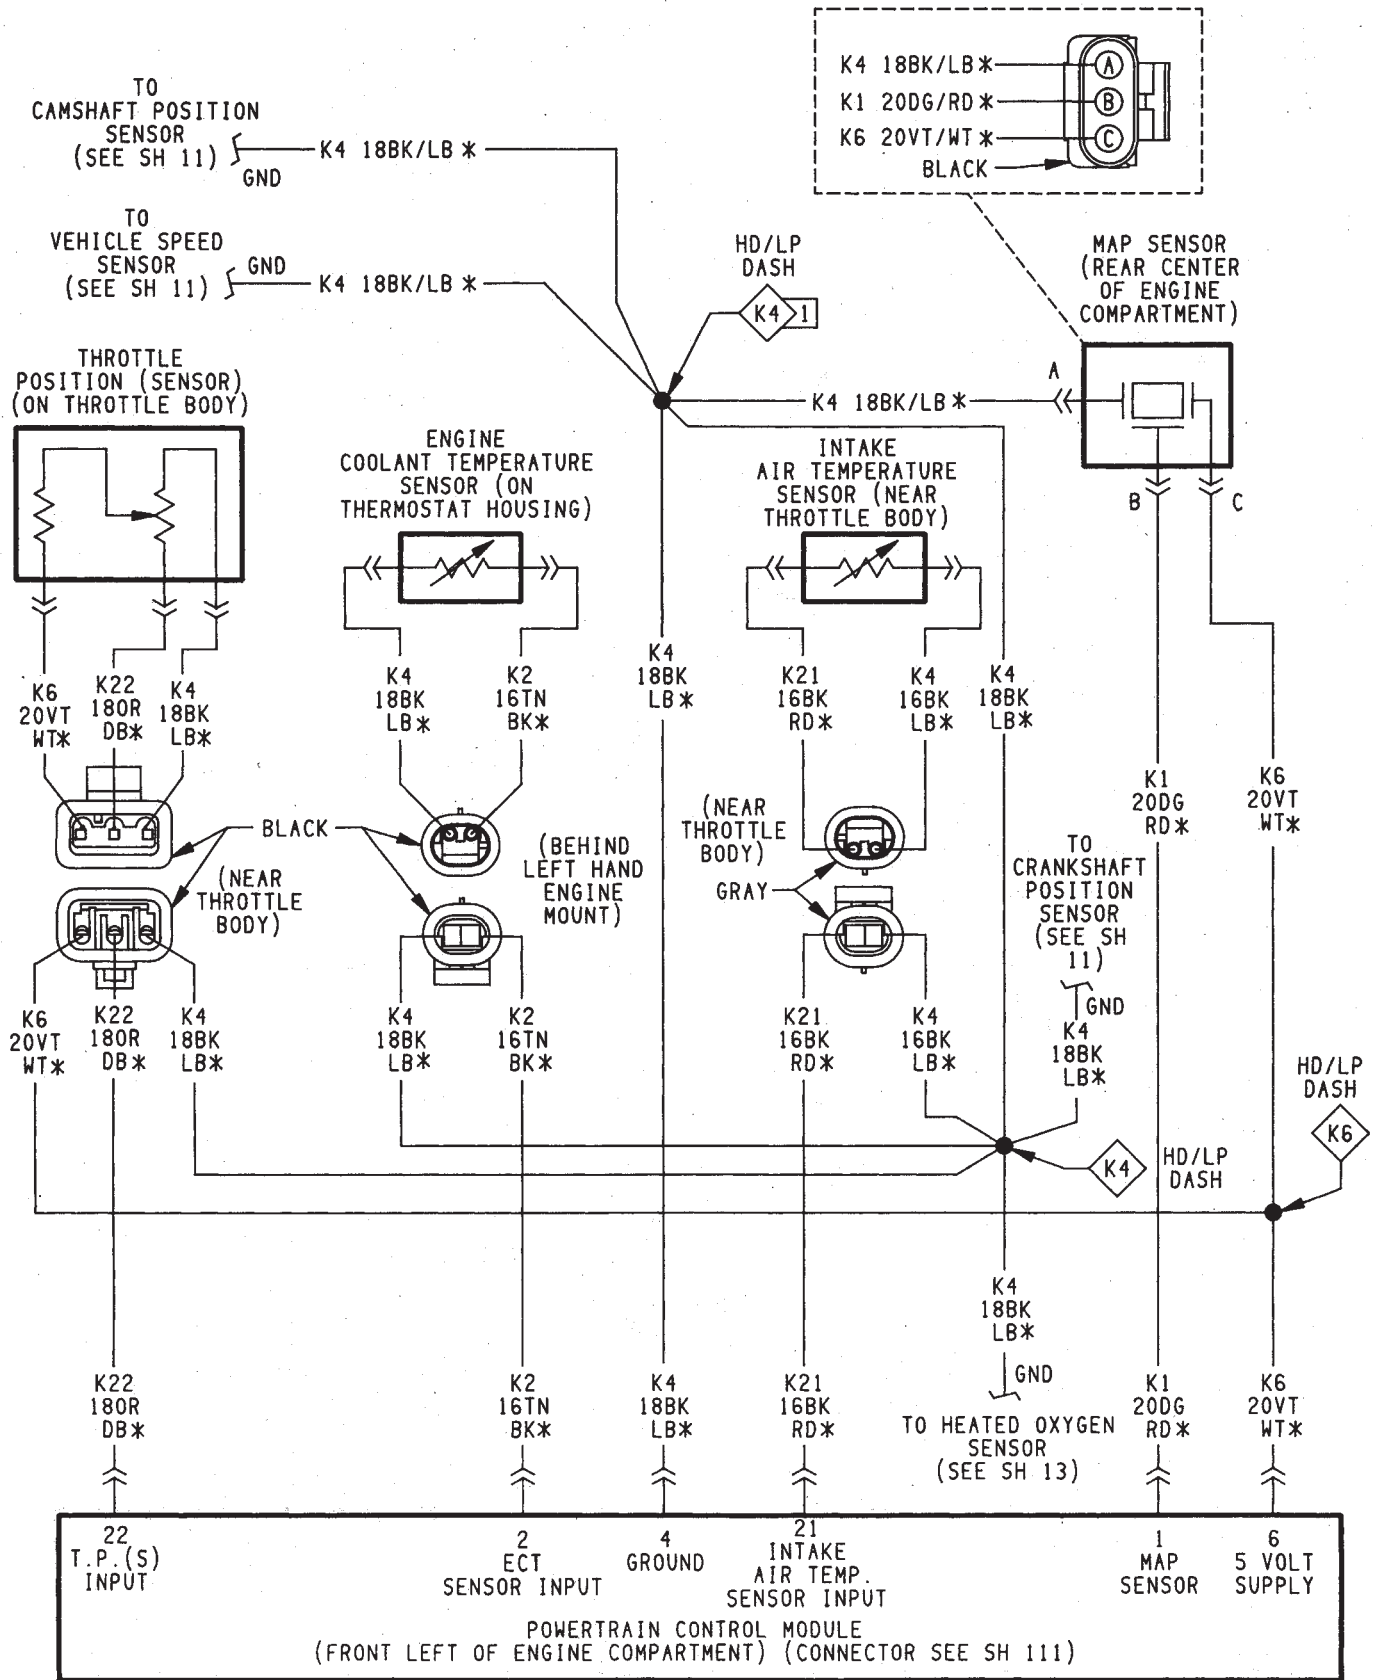 K4 18BK/LB*
K1 20DG/RD*
K6 20VT/WT*
BLACK
A
B
C
TO
CAMSHAFT POSITION
SENSOR
(SEE SH 11)
GND
K4 18BK/LB *
TO
VEHICLE SPEED
SENSOR
(SEE SH 11)
GND
K4 18BK/LB *
HD/LP
DASH
K4 1
MAP SENSOR
(REAR CENTER
OF ENGINE
COMPARTMENT)
THROTTLE
POSITION (SENSOR)
(ON THROTTLE BODY)
K4 18BK/LB*
A
B
C
ENGINE
COOLANT TEMPERATURE
SENSOR (ON
THERMOSTAT HOUSING)
INTAKE
AIR TEMPERATURE
SENSOR (NEAR
THROTTLE BODY)
K6
20VT
WT*
K22
18OR
DB*
K4
18BK
LB*
K4
18BK
LB*
K2
16TN
BK*
K4
18BK
LB*
K21
16BK
RD*
K4
16BK
LB*
K4
18BK
LB*
K1
20DG
RD*
K6
20VT
WT*
BLACK
(NEAR
THROTTLE
BODY)
(BEHIND
LEFT HAND
ENGINE
MOUNT)
(NEAR
THROTTLE
BODY)
GRAY
TO
CRANKSHAFT
POSITION
SENSOR
(SEE SH
11)
GND
K4
18BK
LB*
K6
20VT
WT*
K22
18OR
DB*
K4
18BK
LB*
K4
18BK
LB*
K2
16TN
BK*
K21
16BK
RD*
K4
16BK
LB*
HD/LP
DASH
K6
K4
HD/LP
DASH
K4
18BK
LB*
GND
TO HEATED OXYGEN
SENSOR
(SEE SH 13)
K22
18OR
DB*
K2
16TN
BK*
K4
18BK
LB*
K21
16BK
RD*
K1
20DG
RD*
K6
20VT
WT*
22
T.P.(S)
INPUT
2
ECT
SENSOR INPUT
4
GROUND
21
INTAKE
AIR TEMP.
SENSOR INPUT
1
MAP
SENSOR
6
5 VOLT
SUPPLY
POWERTRAIN CONTROL MODULE
(FRONT LEFT OF ENGINE COMPARTMENT) (CONNECTOR SEE SH 111)